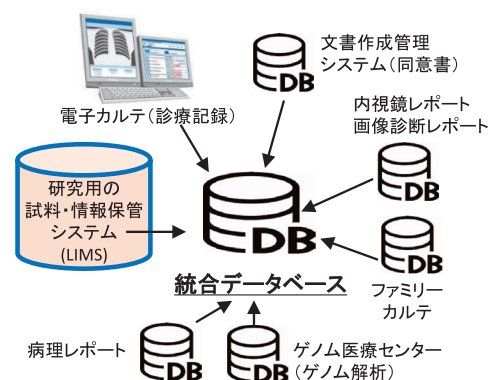 文書作成管理
システム（同意書）
DB
電子カルテ（診療記録）
内視鏡レポート
画像診断レポート
DB
研究用の
試料・情報保管
システム
(LIMS)
DB
統合データベース
DB
ファミリー
カルテ
病理レポート
DB
DB
ゲノム医療センター
（ゲノム解析）